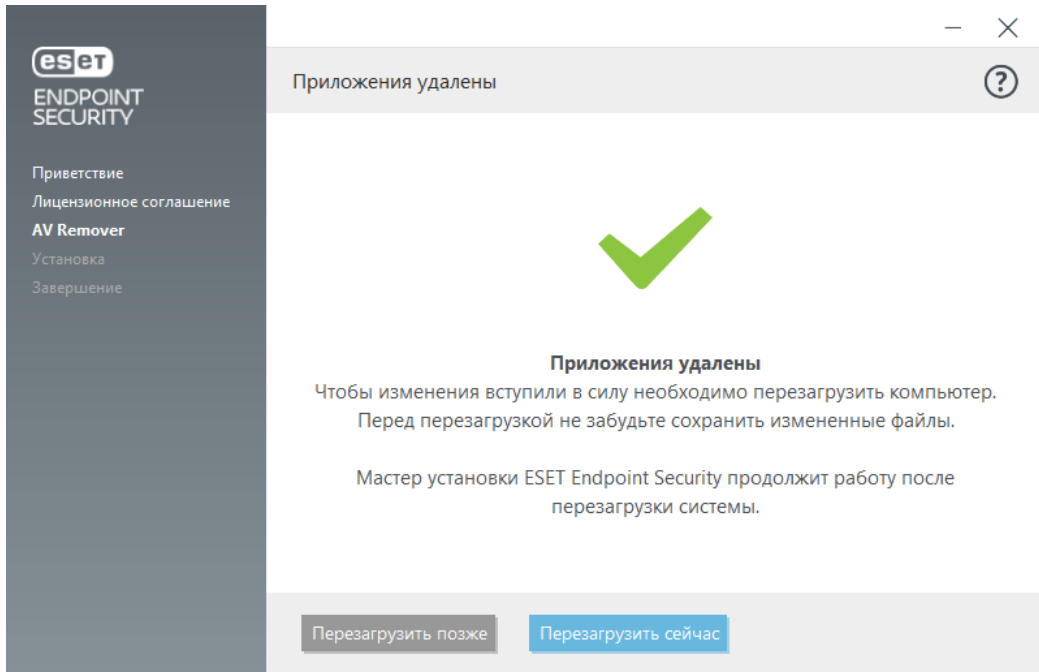 eset
ENDPOINT
SECURITY
Приветствие
Лицензионное соглашение
AV Remover
Установка
Завершение
Приложения удалены
?
Приложения удалены
Чтобы изменения вступили в силу необходимо перезагрузить компьютер.
Перед перезагрузкой не забудьте сохранить измененные файлы.
Мастер установки ESET Endpoint Security продолжит работу после
перезагрузки системы.
Перезагрузить позже
Перезагрузить сейчас